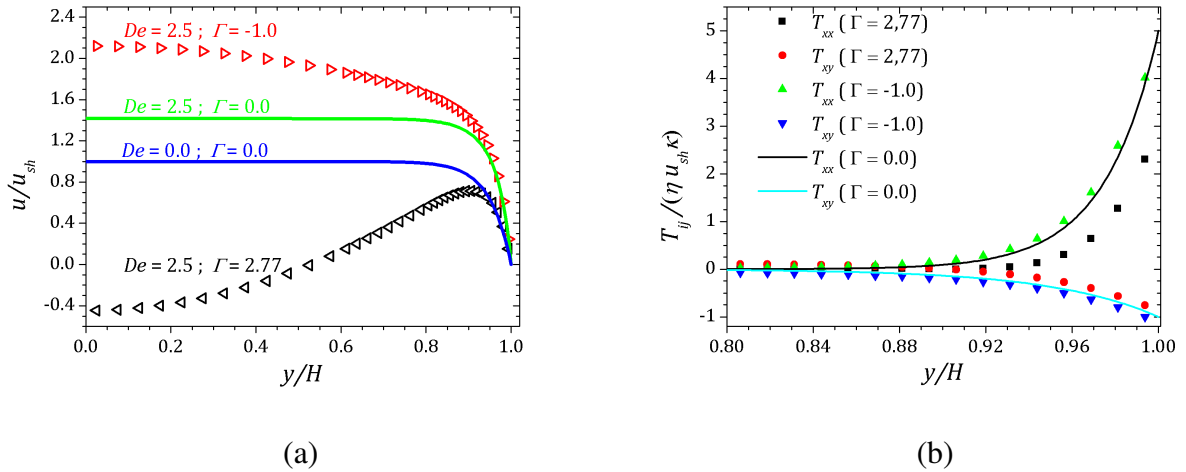 De = 2.5 ; Γ = -1.0
De = 2.5 ; Γ = 0.0
De = 0.0 ; Γ = 0.0
De = 2.5 ; Γ = 2.77
2.4
2.0
1.6
1.2
0.8
0.4
0.0
-0.4
u/u_sh
0.0 0.2 0.4 0.6 0.8 1.0
y/H
(a)
T_xx ( Γ = 2,77)
T_xy ( Γ = 2,77)
T_xx ( Γ = -1.0)
T_xy ( Γ = -1.0)
T_xx ( Γ = 0.0)
T_xy ( Γ = 0.0)
5
4
3
2
1
0
-1
T_ij/(η u_sh κ)
0.80 0.84 0.88 0.92 0.96 1.00
y/H
(b)